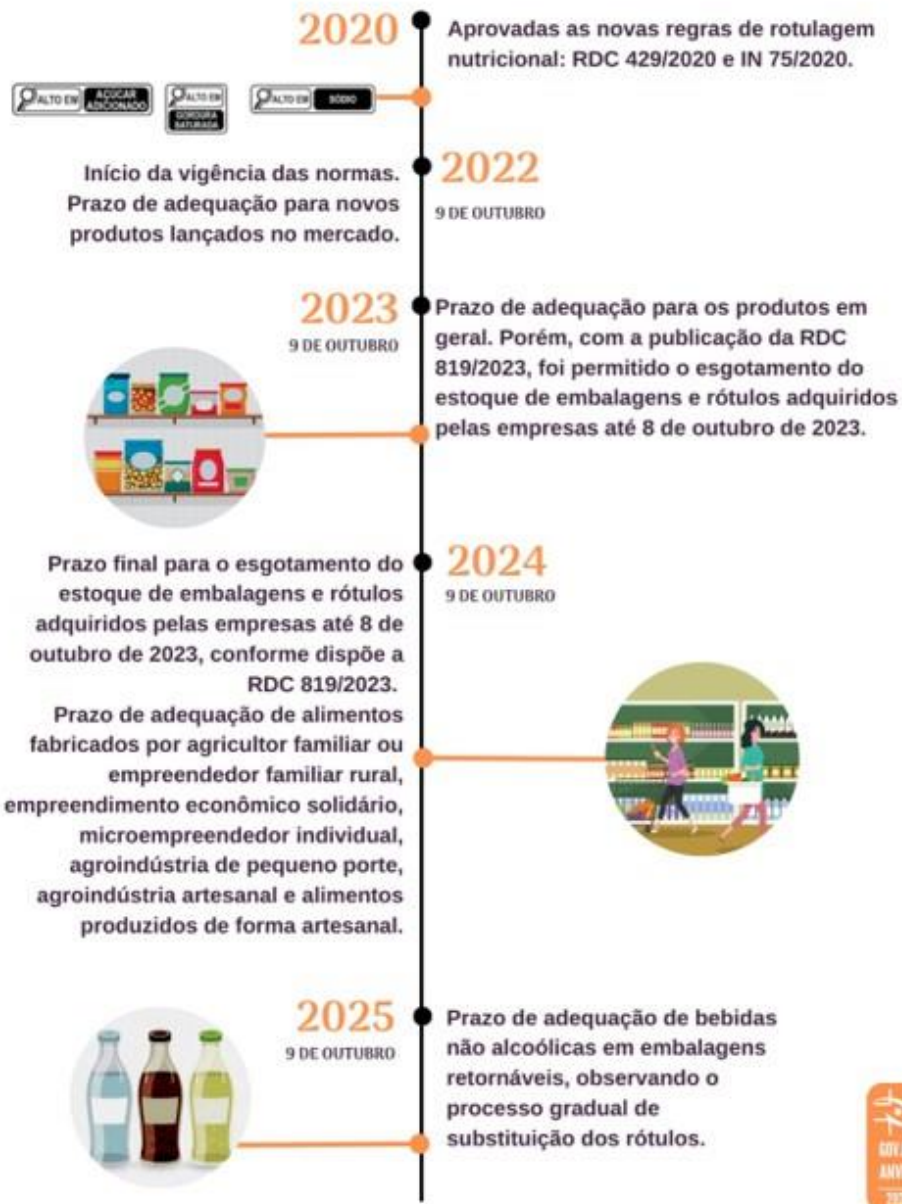 2020
Aprovadas as novas regras de rotulagem
nutricional: RDC 429/2020 e IN 75/2020.
ALTO EM
AÇÚCAR
ADICIONADO
ALTO EM
GORDURA
SATURADA
ALTO EM
SÓDIO
2022
9 DE OUTUBRO
Início da vigência das normas.
Prazo de adequação para novos
produtos lançados no mercado.
2023
9 DE OUTUBRO
Prazo de adequação para os produtos em
geral. Porém, com a publicação da RDC
819/2023, foi permitido o esgotamento do
estoque de embalagens e rótulos adquiridos
pelas empresas até 8 de outubro de 2023.
2024
9 DE OUTUBRO
Prazo final para o esgotamento do
estoque de embalagens e rótulos
adquiridos pelas empresas até 8 de
outubro de 2023, conforme dispõe a
RDC 819/2023.
Prazo de adequação de alimentos
fabricados por agricultor familiar ou
empreendedor familiar rural,
empreendimento econômico solidário,
microempreendedor individual,
agroindústria de pequeno porte,
agroindústria artesanal e alimentos
produzidos de forma artesanal.
2025
9 DE OUTUBRO
Prazo de adequação de bebidas
não alcoólicas em embalagens
retornáveis, observando o
processo gradual de
substituição dos rótulos.